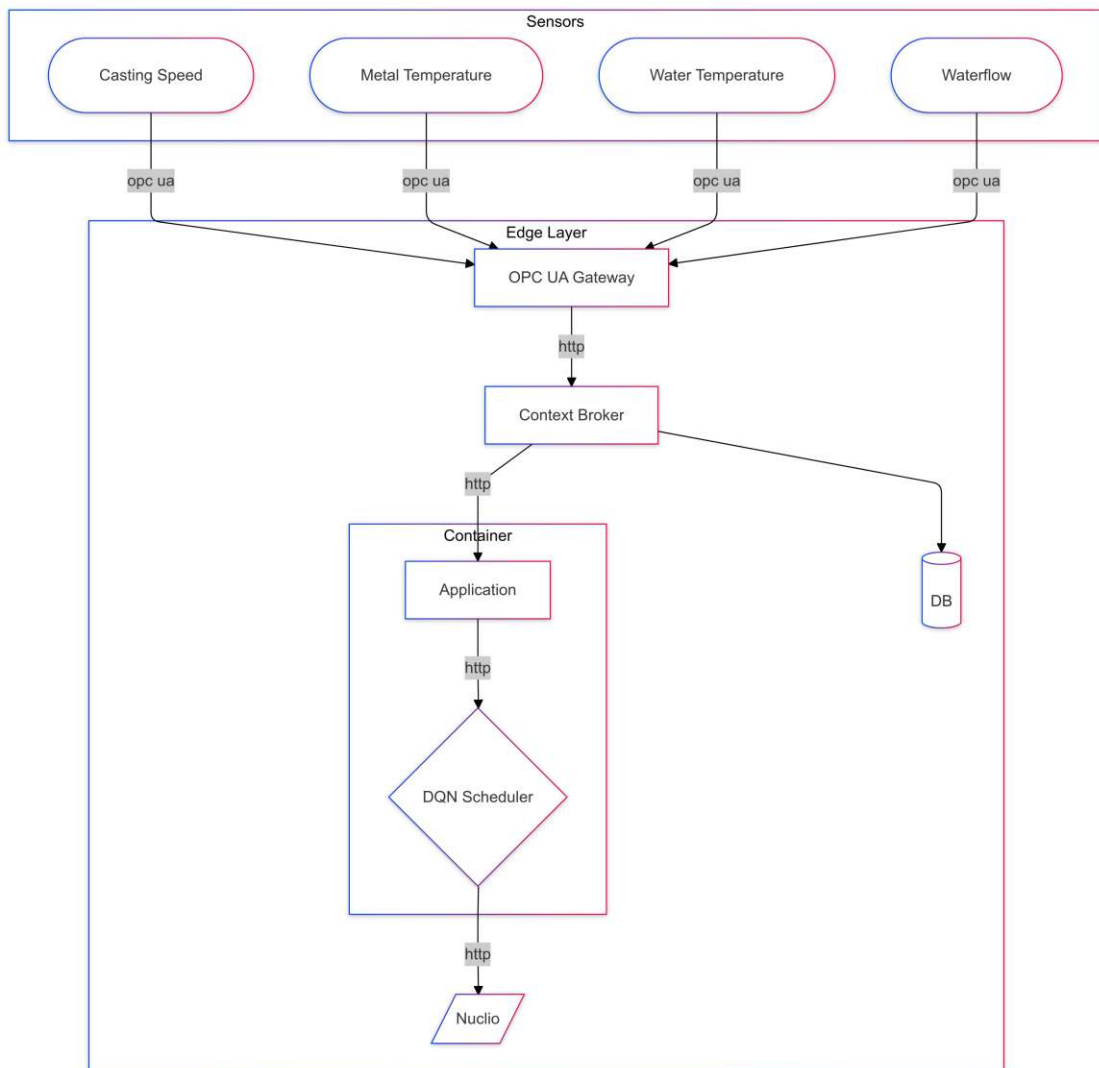 Sensors
Casting Speed
Metal Temperature
Water Temperature
Waterflow
opc ua
opc ua
opc ua
opc ua
Edge Layer
OPC UA Gateway
http
Context Broker
http
Container
Application
DB
http
DQN Scheduler
http
Nuclio